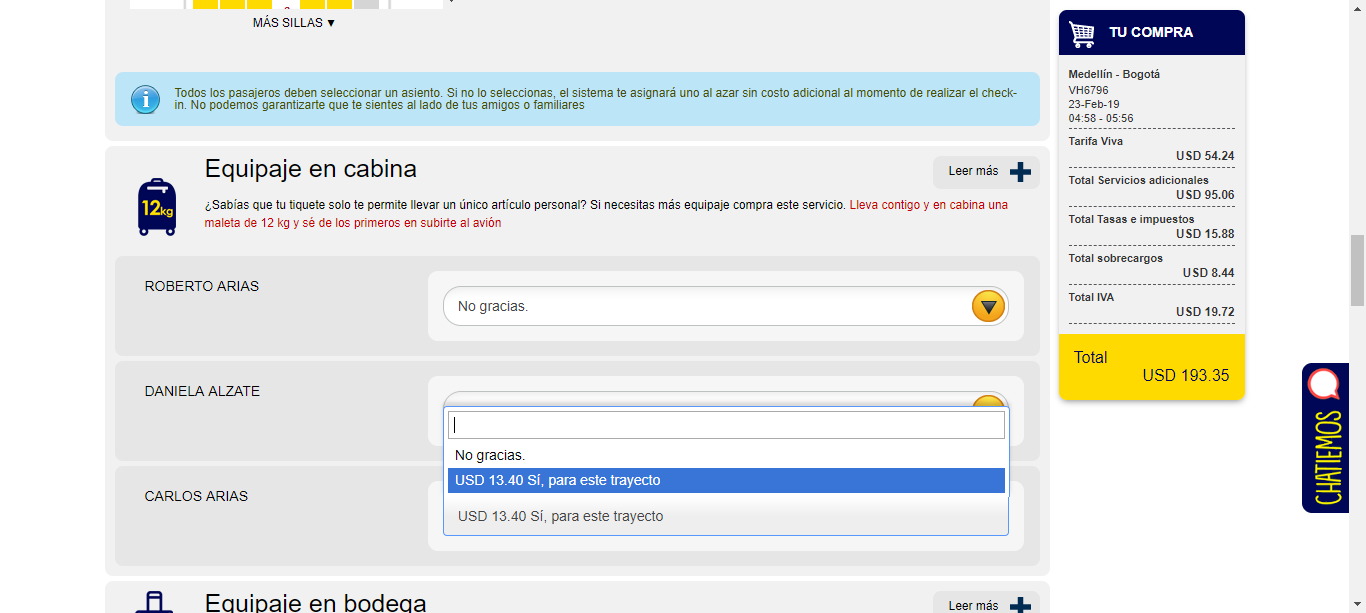 MÁS SILLAS ▼
Todos los pasajeros deben seleccionar un asiento. Si no lo seleccionas, el sistema te asignará uno al azar sin costo adicional al momento de realizar el check-
in. No podemos garantizarte que te sientes al lado de tus amigos o familiares
Equipaje en cabina
Leer más
12kg
¿Sabías que tu tiquete solo te permite llevar un único artículo personal? Si necesitas más equipaje compra este servicio. Lleva contigo y en cabina una
maleta de 12 kg y sé de los primeros en subirte al avión
ROBERTO ARIAS
No gracias.
DANIELA ALZATE
No gracias.
USD 13.40 Sí, para este trayecto
CARLOS ARIAS
USD 13.40 Sí, para este trayecto
Equipaje en bodega
Leer más
TU COMPRA
Medellín - Bogotá
VH6796
23-Feb-19
04:58 - 05:56
Tarifa Viva
USD 54.24
Total Servicios adicionales
USD 95.06
Total Tasas e impuestos
USD 15.88
Total sobrecargos
USD 8.44
Total IVA
USD 19.72
Total
USD 193.35
CHATIEMOS